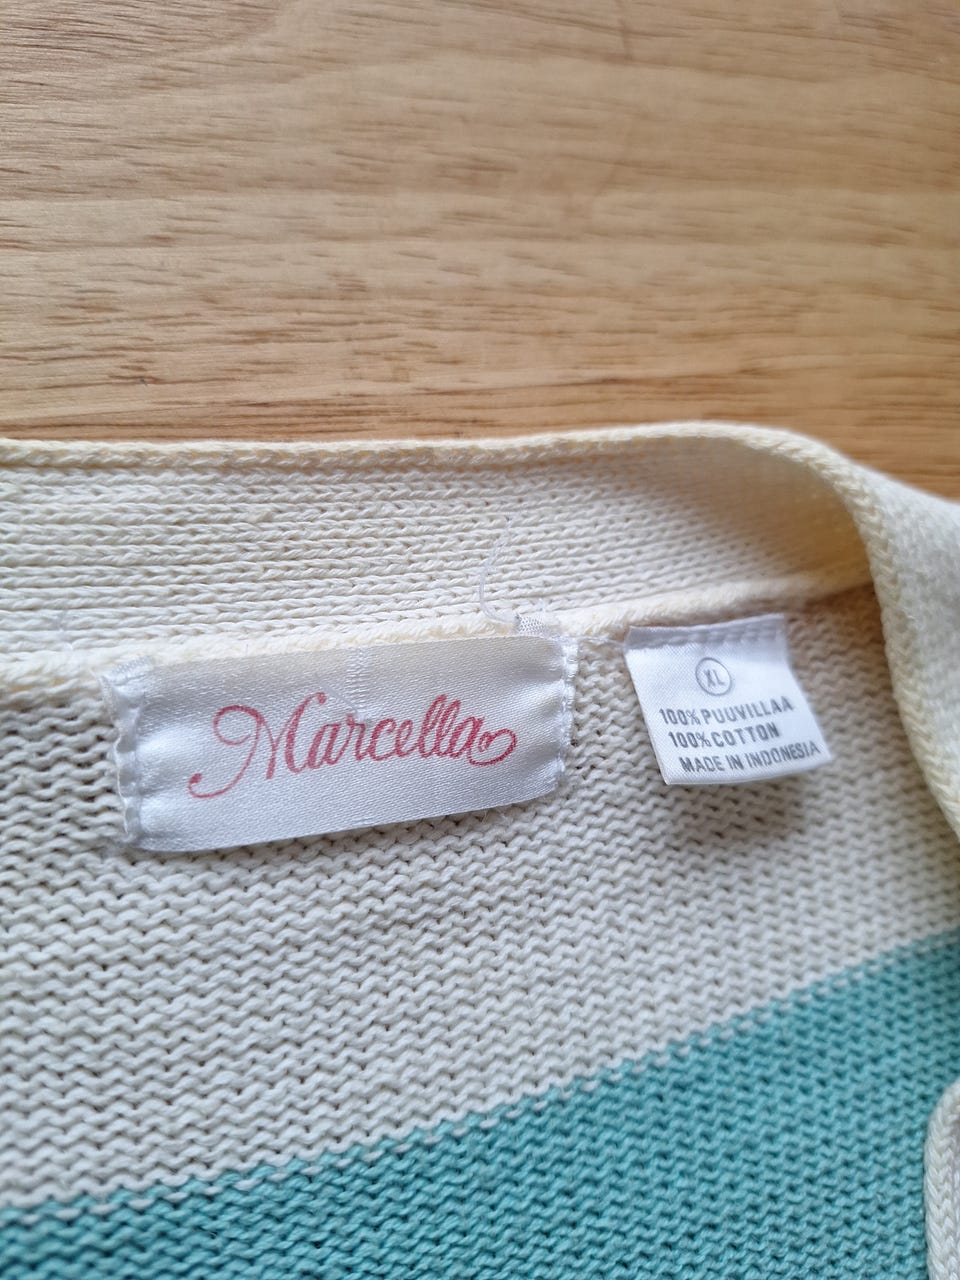 Marcella
XL
100% PUUVILLAA
100% COTTON
MADE IN INDONESIA